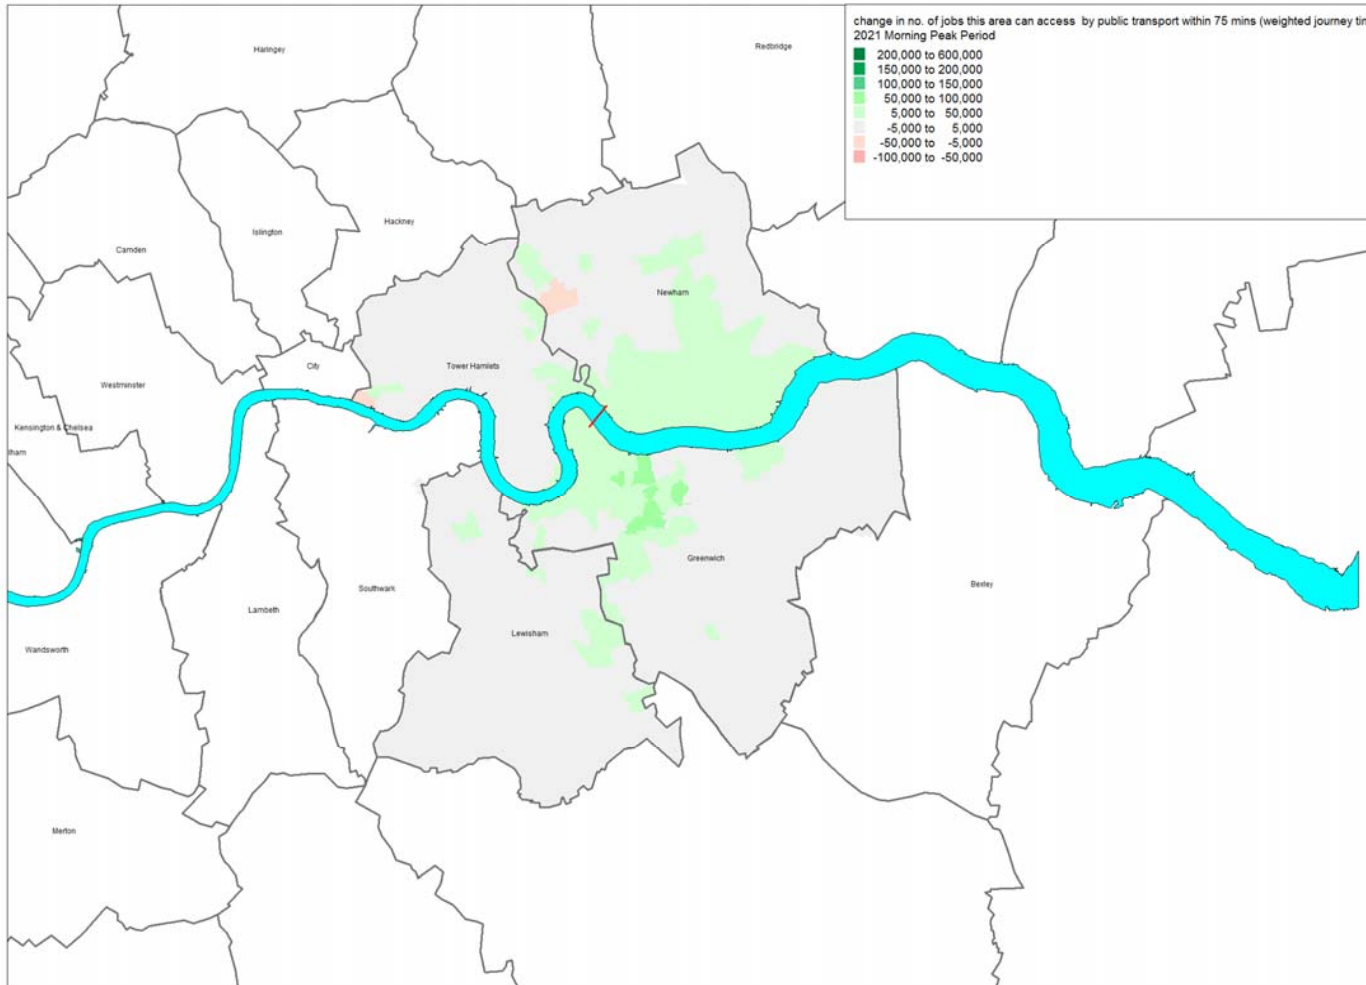 change in no. of jobs this area can access by public transport within 75 mins (weighted journey tim
2021 Morning Peak Period
200,000 to 600,000
150,000 to 200,000
100,000 to 150,000
50,000 to 100,000
5,000 to 50,000
-5,000 to 5,000
-50,000 to -5,000
-100,000 to -50,000
Haringey
Redbridge
Hackney
Islington
Camden
Newham
City
Tower Hamlets
Westminster
Kensington & Chelsea
lham
Greenwich
Bexley
Southwark
Lambeth
Lewisham
Wandsworth
Merton